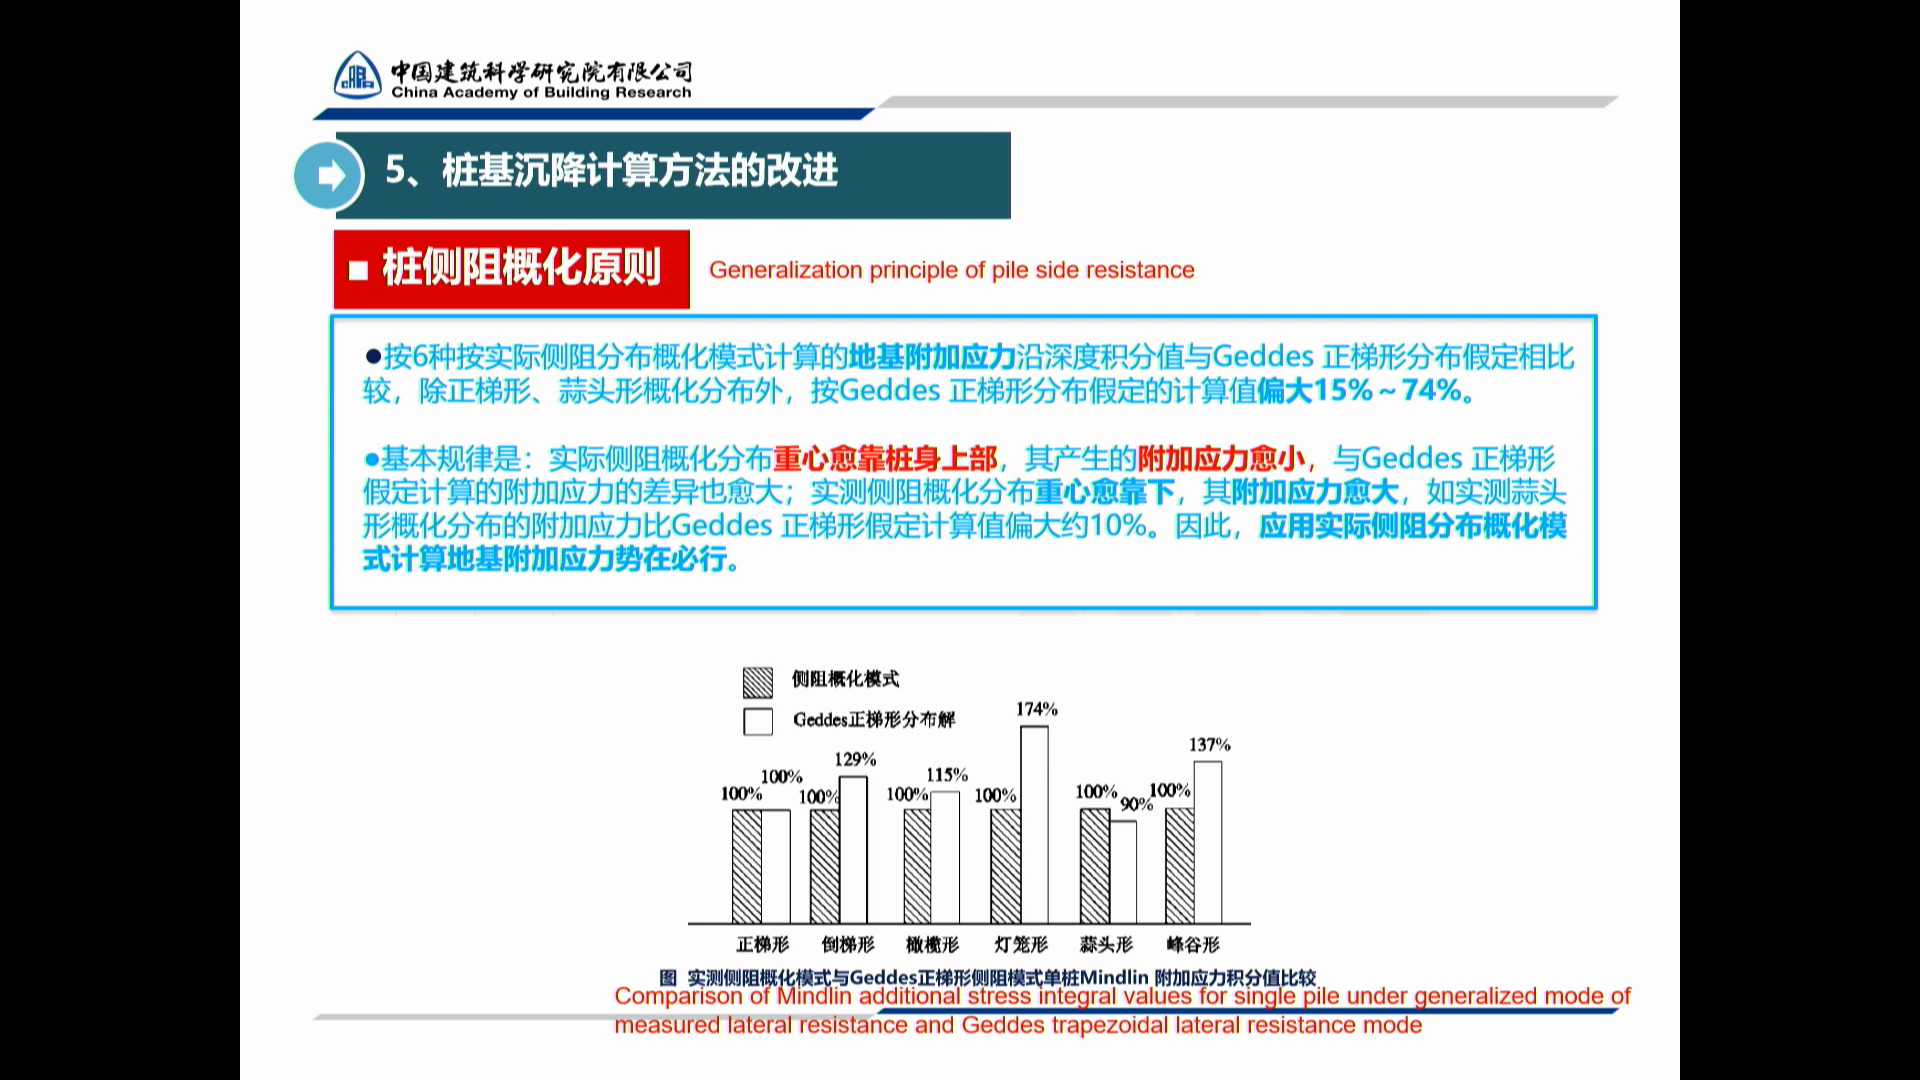 中国建筑科学研究院有限公司
China Academy of Building Research
5、桩基沉降计算方法的改进
■ 桩侧阻概化原则
Generalization principle of pile side resistance
●按6种按实际侧阻分布概化模式计算的地基附加应力沿深度积分值与Geddes 正梯形分布假定相比
较，除正梯形、蒜头形概化分布外，按Geddes 正梯形分布假定的计算值偏大15%～74%。
●基本规律是：实际侧阻概化分布重心愈靠桩身上部，其产生的附加应力愈小，与Geddes 正梯形
假定计算的附加应力的差异也愈大；实测侧阻概化分布重心愈靠下，其附加应力愈大，如实测蒜头
形概化分布的附加应力比Geddes 正梯形假定计算值偏大约10%。因此，应用实际侧阻分布概化模
式计算地基附加应力势在必行。
侧阻概化模式
Geddes正梯形分布解
100% 100% 100% 129% 100% 115% 100% 174% 100% 90% 100% 137%
正梯形 倒梯形 橄榄形 灯笼形 蒜头形 峰谷形
图 实测侧阻概化模式与Geddes正梯形侧阻模式单桩Mindlin 附加应力积分值比较
Comparison of Mindlin additional stress integral values for single pile under generalized mode of
measured lateral resistance and Geddes trapezoidal lateral resistance mode